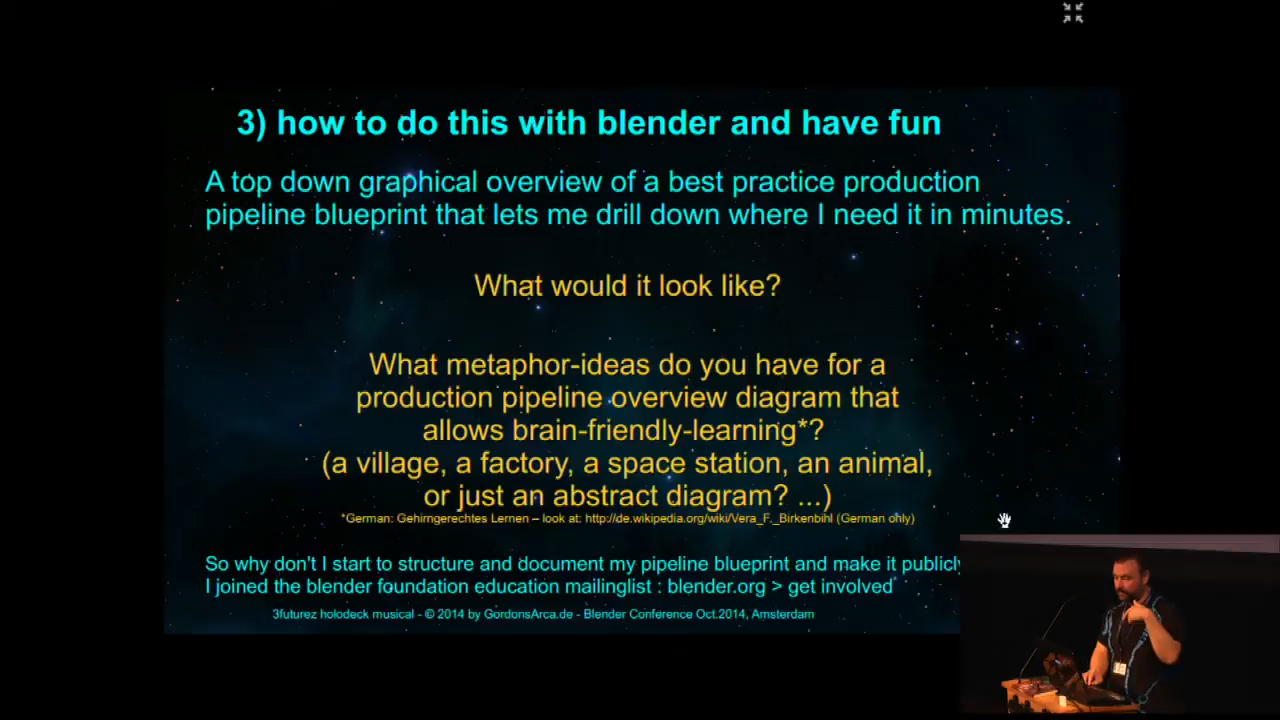 3) how to do this with blender and have fun
A top down graphical overview of a best practice production
pipeline blueprint that lets me drill down where I need it in minutes.
What would it look like?
What metaphor-ideas do you have for a
production pipeline overview diagram that
allows brain-friendly-learning*?
(a village, a factory, a space station, an animal,
or just an abstract diagram? ...)
*German: Gehirngerechtes Lernen – look at: http://de.wikipedia.org/wiki/Vera_F._Birkenbihl (German only)
So why don't I start to structure and document my pipeline blueprint and make it publicly
I joined the blender foundation education mailinglist : blender.org > get involved
3futurez holodeck musical - © 2014 by GordonsArca.de - Blender Conference Oct.2014, Amsterdam